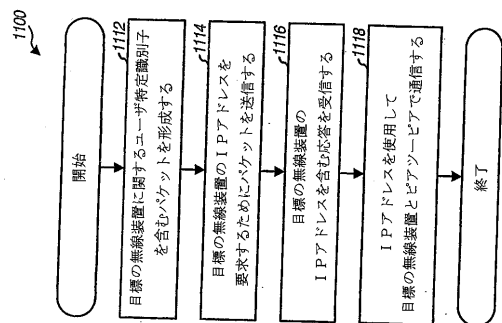 1100
開始
1112
目標の無線装置に関するユーザ特定識別子
を含むパケットを形成する
1114
目標の無線装置のIPアドレスを
要求するためにパケットを送信する
1116
目標の無線装置の
IPアドレスを含む応答を受信する
1118
IPアドレスを使用して
目標の無線装置とピアツーピアで通信する
終了